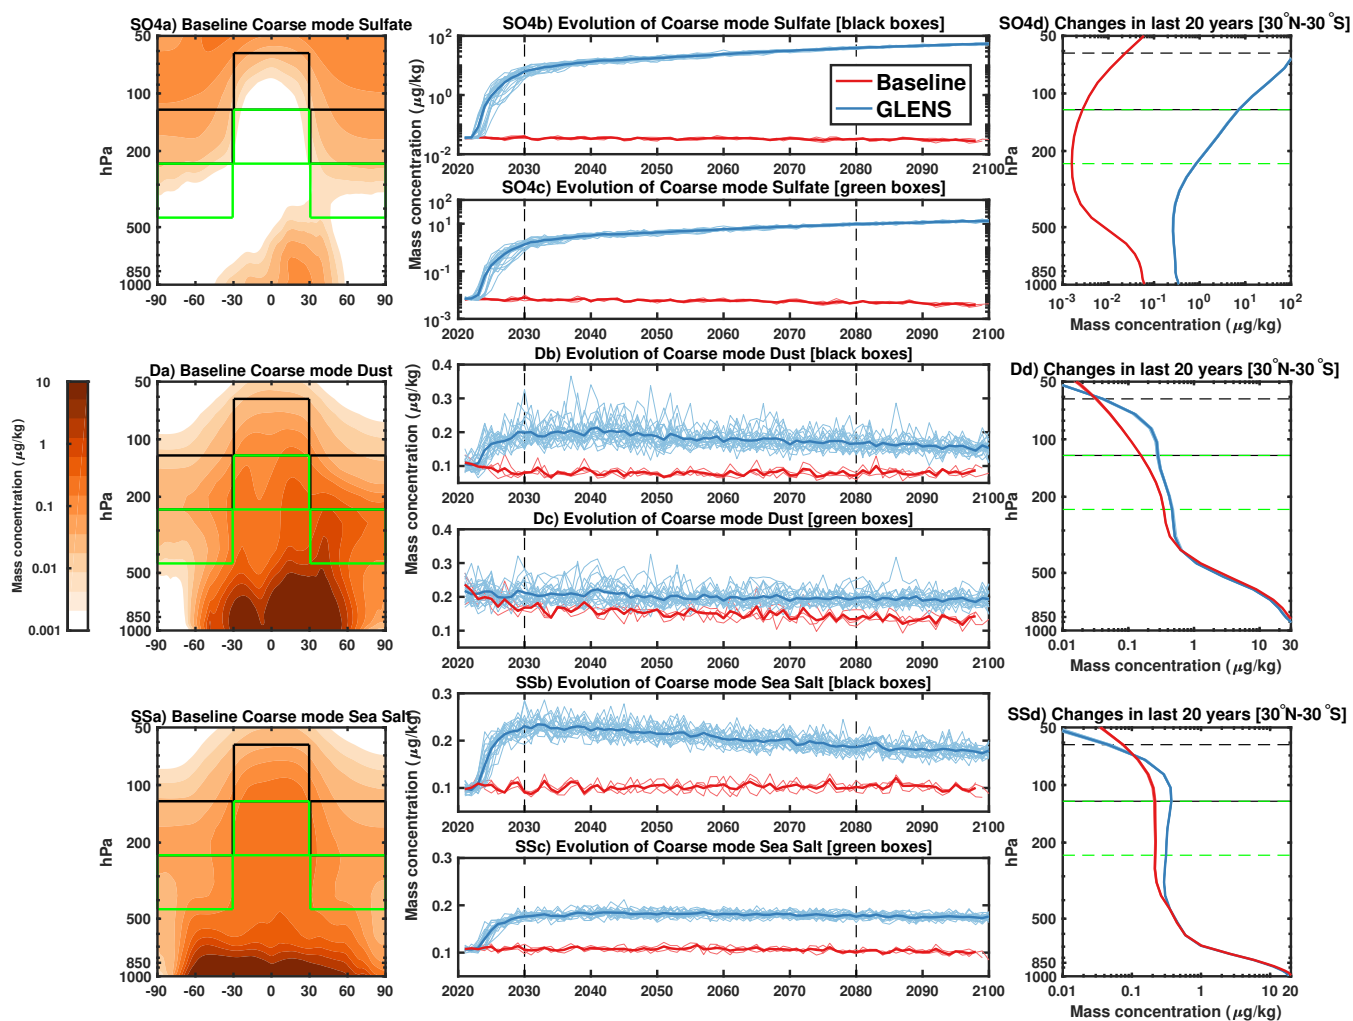 SO4a) Baseline Coarse mode Sulfate
50
100
200
500
850
1000
hPa
-90 -60 -30 0 30 60 90
SO4b) Evolution of Coarse mode Sulfate [black boxes]
10^2
10^0
10^-2
Mass concentration (μg/kg)
Baseline
GLENS
2020 2030 2040 2050 2060 2070 2080 2090 2100
SO4c) Evolution of Coarse mode Sulfate [green boxes]
10^2
10^1
10^-1
10^-3
2020 2030 2040 2050 2060 2070 2080 2090 2100
SO4d) Changes in last 20 years [30°N-30°S]
50
100
200
500
850
1000
hPa
10^-3 10^-2 10^-1 10^0 10^1 10^2
Mass concentration (μg/kg)
10
1
0.1
0.01
0.001
Mass concentration (μg/kg)
Da) Baseline Coarse mode Dust
50
100
200
500
850
1000
hPa
-90 -60 -30 0 30 60 90
Db) Evolution of Coarse mode Dust [black boxes]
0.4
0.3
0.2
0.1
Mass concentration (μg/kg)
2020 2030 2040 2050 2060 2070 2080 2090 2100
Dc) Evolution of Coarse mode Dust [green boxes]
0.4
0.3
0.2
0.1
2020 2030 2040 2050 2060 2070 2080 2090 2100
Dd) Changes in last 20 years [30°N-30°S]
50
100
200
500
850
1000
hPa
0.01 0.1 1 30
Mass concentration (μg/kg)
SSa) Baseline Coarse mode Sea Salt
50
100
200
500
850
1000
hPa
-90 -60 -30 0 30 60 90
SSb) Evolution of Coarse mode Sea Salt [black boxes]
0.3
0.2
0.1
Mass concentration (μg/kg)
2020 2030 2040 2050 2060 2070 2080 2090 2100
SSc) Evolution of Coarse mode Sea Salt [green boxes]
0.3
0.2
0.1
2020 2030 2040 2050 2060 2070 2080 2090 2100
SSd) Changes in last 20 years [30°N-30°S]
50
100
200
500
850
1000
hPa
0.01 0.1 1 10 20
Mass concentration (μg/kg)